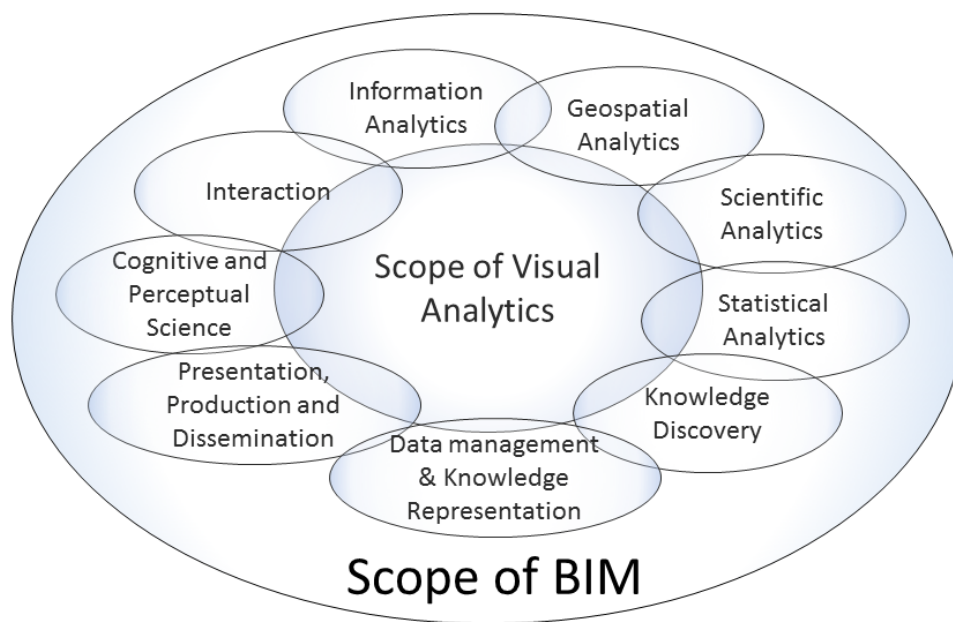 Information
Analytics
Geospatial
Analytics
Interaction
Scientific
Analytics
Cognitive and
Perceptual
Science
Scope of Visual
Analytics
Statistical
Analytics
Presentation,
Production and
Dissemination
Knowledge
Discovery
Data management
& Knowledge
Representation
Scope of BIM